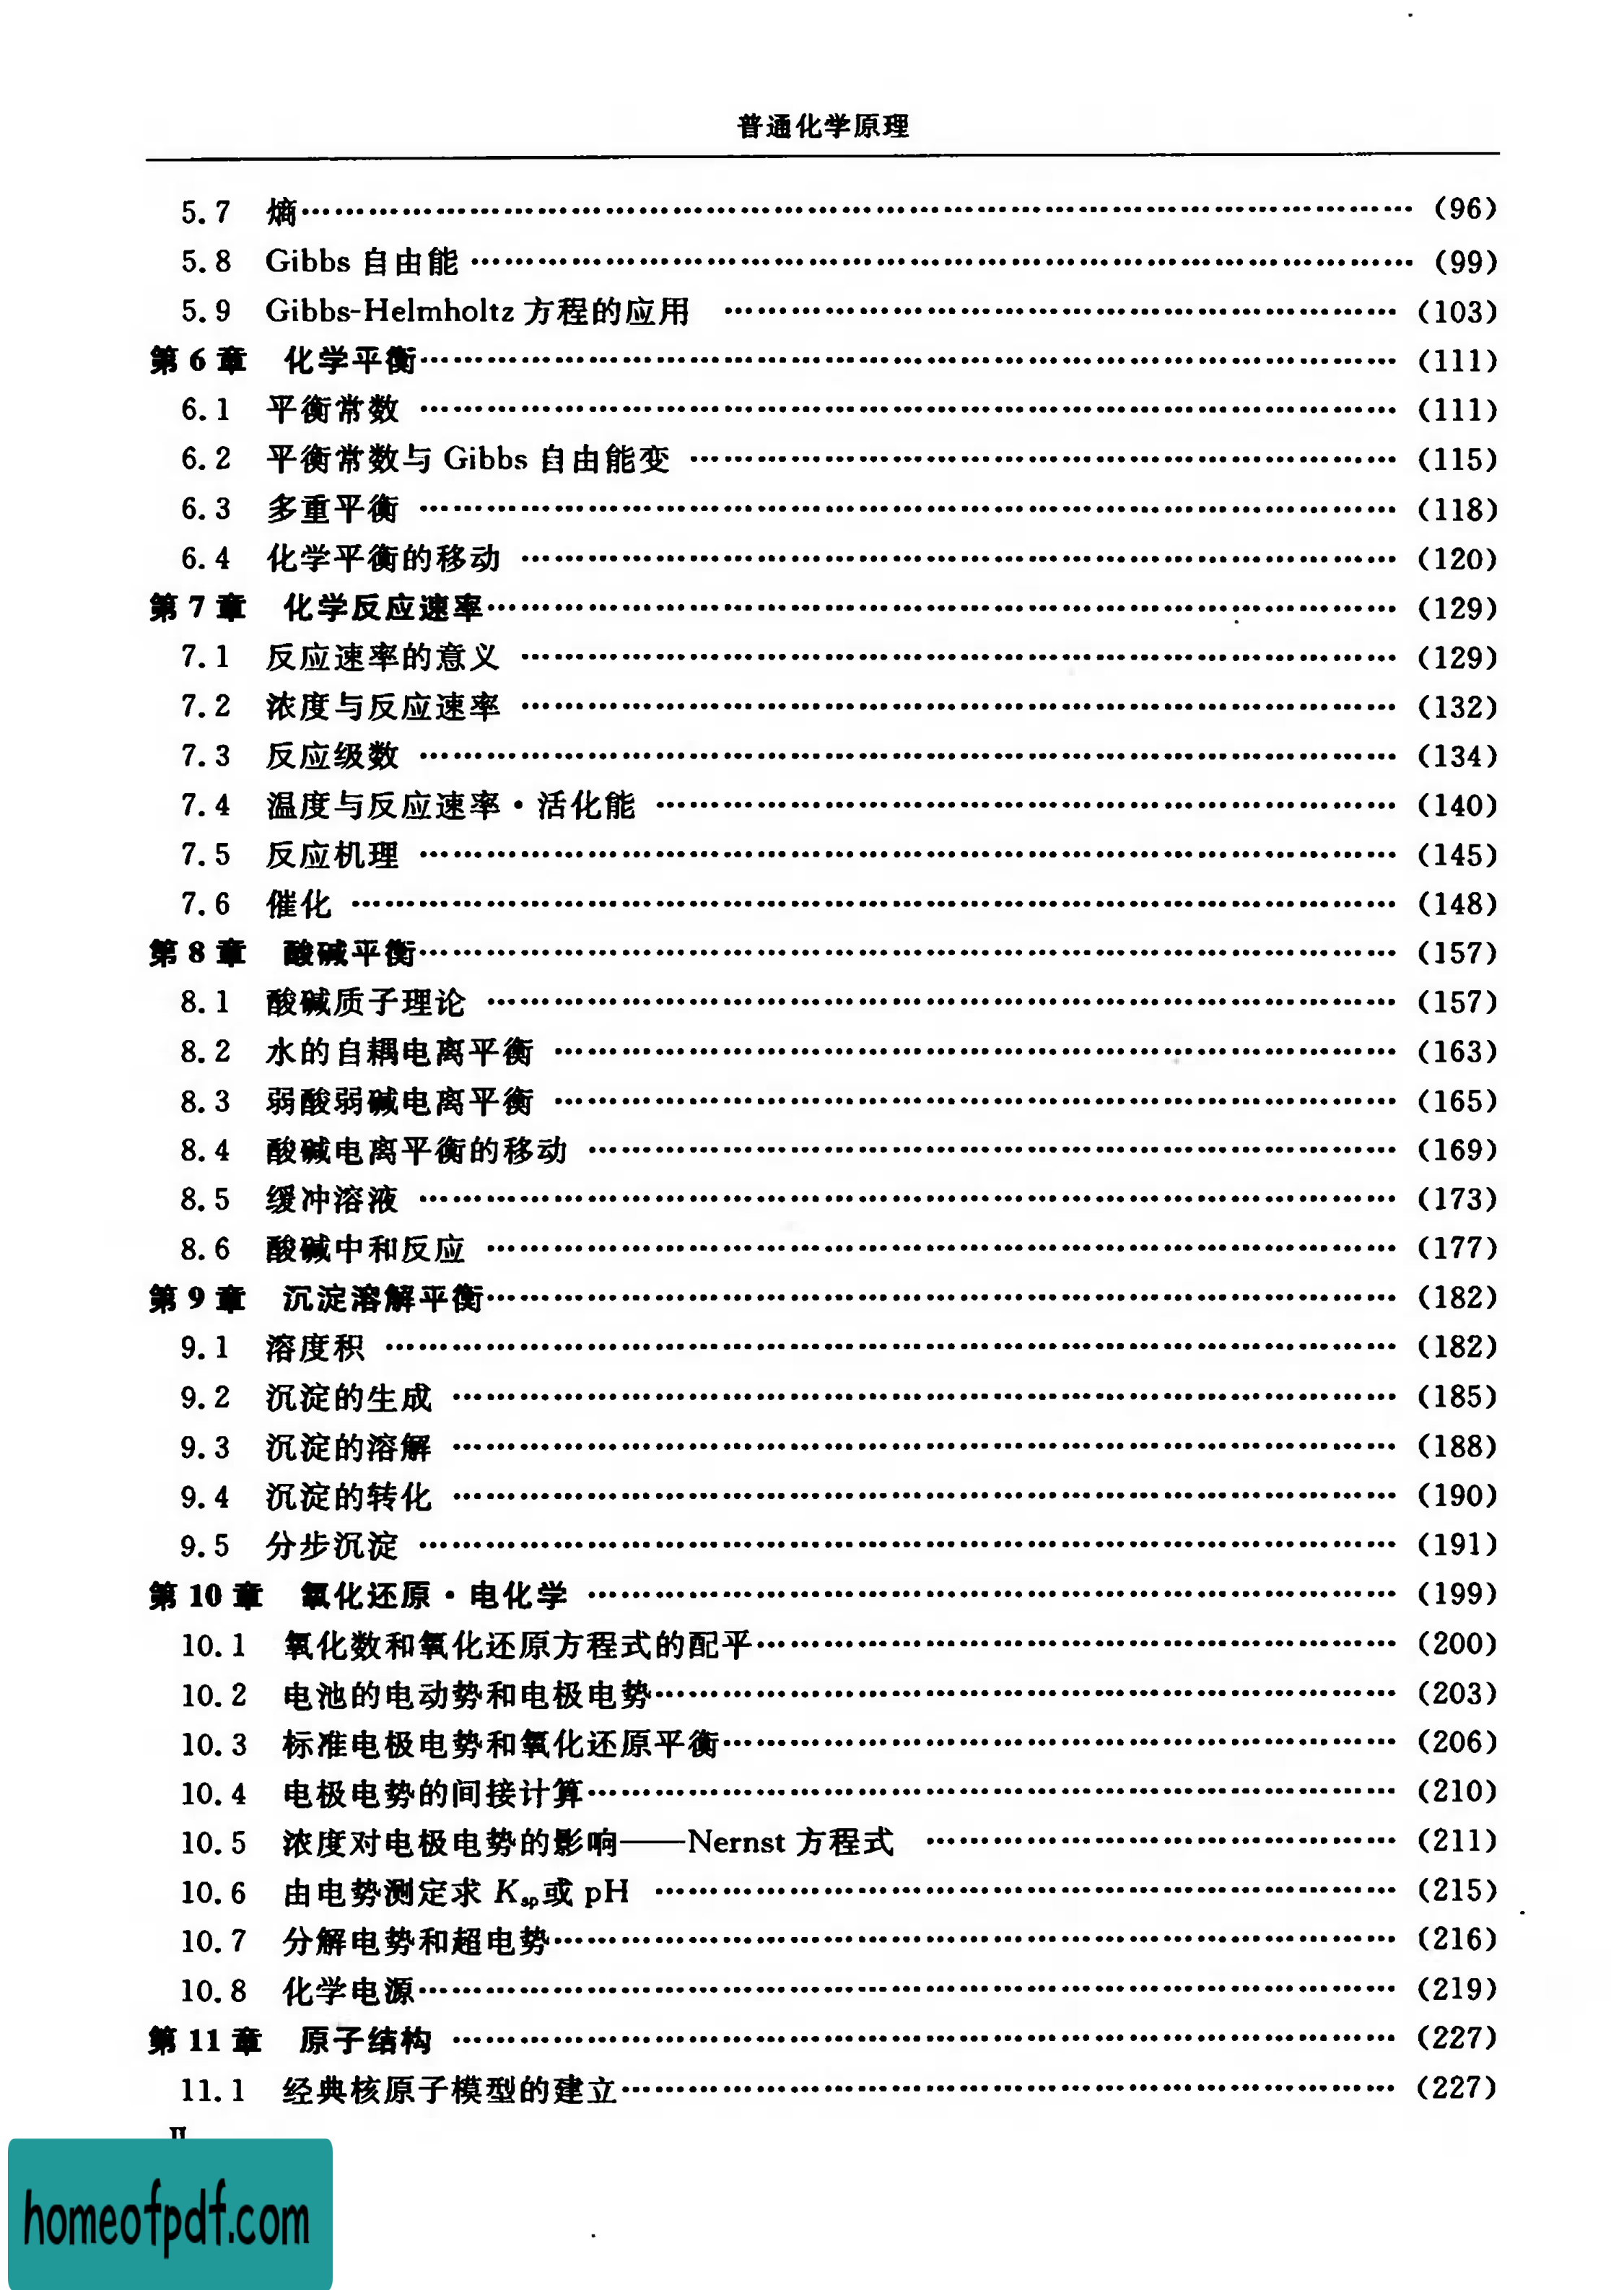 普通化学原理
5.7 熵…………………………………………………………(96)
5.8 Gibbs 自由能…………………………………………………………(99)
5.9 Gibbs-Helmholtz 方程的应用…………………………………………………………(103)
第 6 章 化学平衡…………………………………………………………(111)
6.1 平衡常数…………………………………………………………(111)
6.2 平衡常数与 Gibbs 自由能变…………………………………………………………(115)
6.3 多重平衡…………………………………………………………(118)
6.4 化学平衡的移动…………………………………………………………(120)
第 7 章 化学反应速率…………………………………………………………(129)
7.1 反应速率的意义…………………………………………………………(129)
7.2 浓度与反应速率…………………………………………………………(132)
7.3 反应级数…………………………………………………………(134)
7.4 温度与反应速率·活化能…………………………………………………………(140)
7.5 反应机理…………………………………………………………(145)
7.6 催化…………………………………………………………(148)
第 8 章 酸碱平衡…………………………………………………………(157)
8.1 酸碱质子理论…………………………………………………………(157)
8.2 水的自耦电离平衡…………………………………………………………(163)
8.3 弱酸弱碱电离平衡…………………………………………………………(165)
8.4 酸碱电离平衡的移动…………………………………………………………(169)
8.5 缓冲溶液…………………………………………………………(173)
8.6 酸碱中和反应…………………………………………………………(177)
第 9 章 沉淀溶解平衡…………………………………………………………(182)
9.1 溶度积…………………………………………………………(182)
9.2 沉淀的生成…………………………………………………………(185)
9.3 沉淀的溶解…………………………………………………………(188)
9.4 沉淀的转化…………………………………………………………(190)
9.5 分步沉淀…………………………………………………………(191)
第 10 章 氧化还原·电化学…………………………………………………………(199)
10.1 氧化数和氧化还原方程式的配平…………………………………………………………(200)
10.2 电池的电动势和电极电势…………………………………………………………(203)
10.3 标准电极电势和氧化还原平衡…………………………………………………………(206)
10.4 电极电势的间接计算…………………………………………………………(210)
10.5 浓度对电极电势的影响——Nernst 方程式…………………………………………………………(211)
10.6 由电势测定求 Ksp或 pH…………………………………………………………(215)
10.7 分解电势和超电势…………………………………………………………(216)
10.8 化学电源…………………………………………………………(219)
第 11 章 原子结构…………………………………………………………(227)
11.1 经典核原子模型的建立…………………………………………………………(227)
II
homeofpdf.com